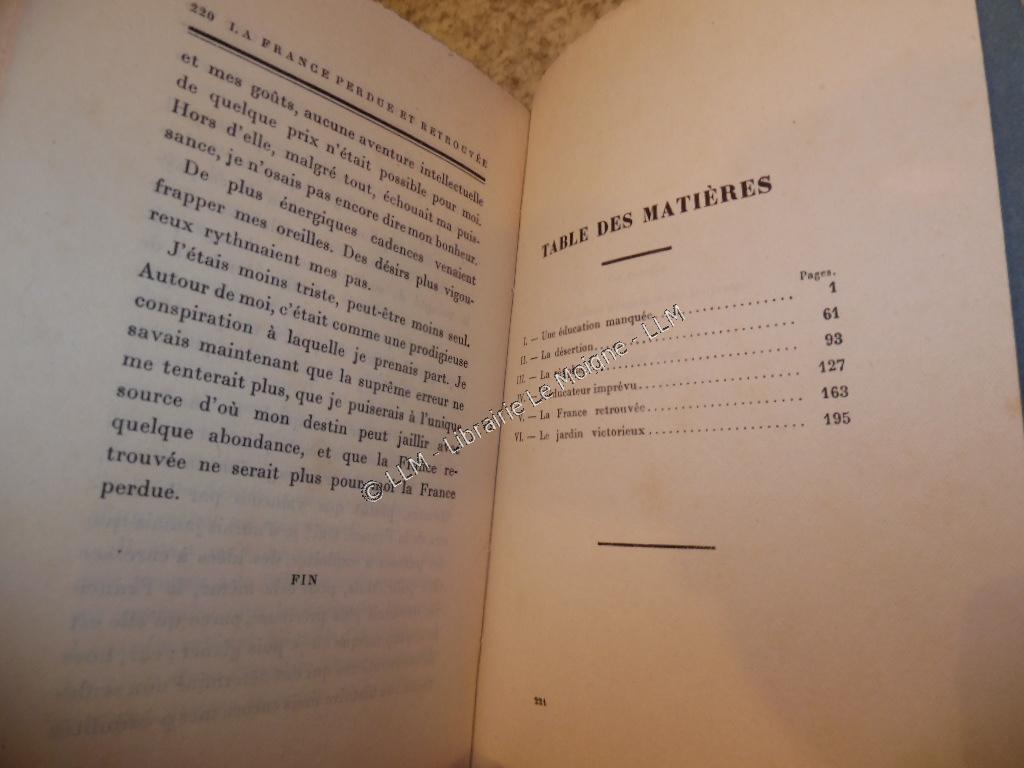 220 LA FRANCE PERDUE ET RETROUVÉE
et mes goûts, aucune aventure intellectuelle
de quelque prix n'était possible pour moi.
Hors d'elle, malgré tout, échouait ma puis-
sance, je n'osais pas encore dire mon bonheur.
De plus énergiques cadences venaient
frapper mes oreilles. Des désirs plus vigou-
reux rythmaient mes pas.
J'étais moins triste, peut-être moins seul.
Autour de moi, c'était comme une prodigieuse
conspiration à laquelle je prenais part. Je
savais maintenant que la suprême erreur ne
me tenterait plus, que je puiserais à l'unique
source d'où mon destin peut jaillir
quelque abondance, et que la France re-
trouvée ne serait plus pour moi la France
perdue.
FIN
TABLE DES MATIÈRES
Pages.
I. — Une éducation manquée 1
II. — La désertion 61
III. — La 93
éducateur imprévu 127
V. — La France retrouvée 163
VI. — Le jardin victorieux 195
221
© LLM - Librairie Le Moigne - LLM